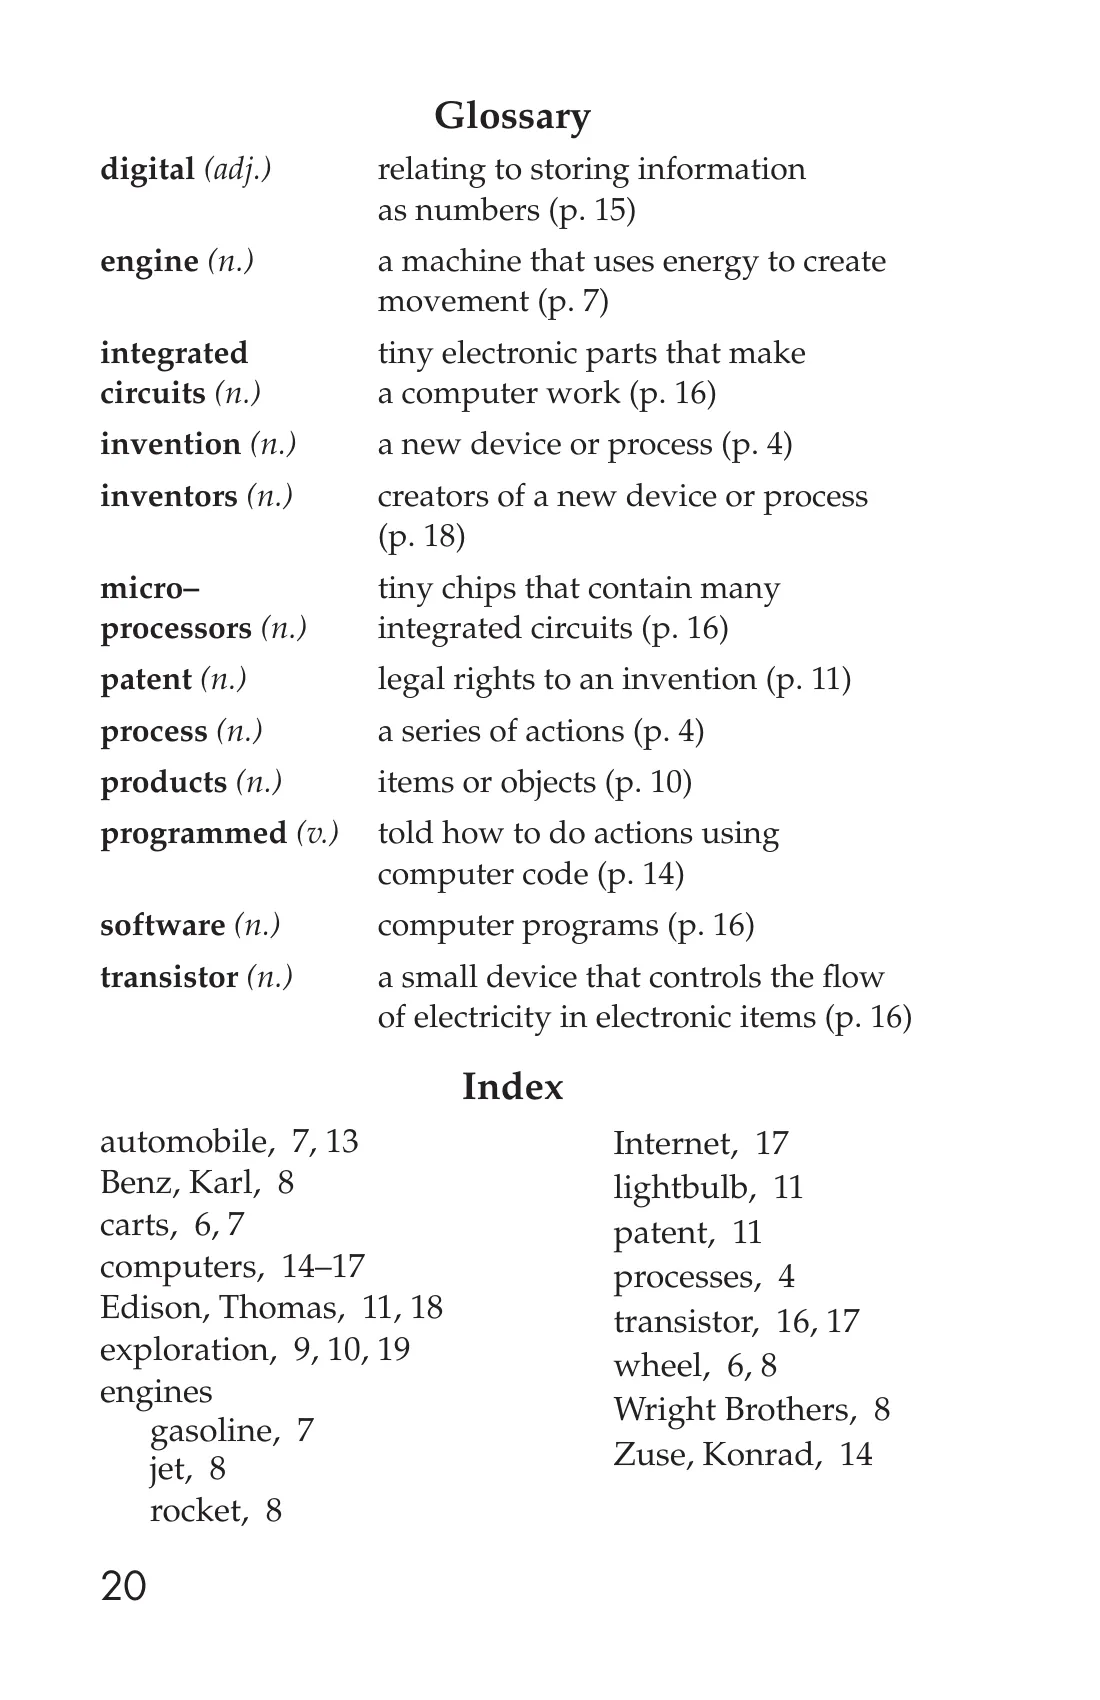 Glossary
digital (adj.) relating to storing information
as numbers (p. 15)
engine (n.) a machine that uses energy to create
movement (p. 7)
integrated tiny electronic parts that make
circuits (n.) a computer work (p. 16)
invention (n.) a new device or process (p. 4)
inventors (n.) creators of a new device or process
(p. 18)
micro– tiny chips that contain many
processors (n.) integrated circuits (p. 16)
patent (n.) legal rights to an invention (p. 11)
process (n.) a series of actions (p. 4)
products (n.) items or objects (p. 10)
programmed (v.) told how to do actions using
computer code (p. 14)
software (n.) computer programs (p. 16)
transistor (n.) a small device that controls the flow
of electricity in electronic items (p. 16)
Index
automobile, 7, 13
Benz, Karl, 8
carts, 6, 7
computers, 14–17
Edison, Thomas, 11, 18
exploration, 9, 10, 19
engines
gasoline, 7
jet, 8
rocket, 8
Internet, 17
lightbulb, 11
patent, 11
processes, 4
transistor, 16, 17
wheel, 6, 8
Wright Brothers, 8
Zuse, Konrad, 14
20